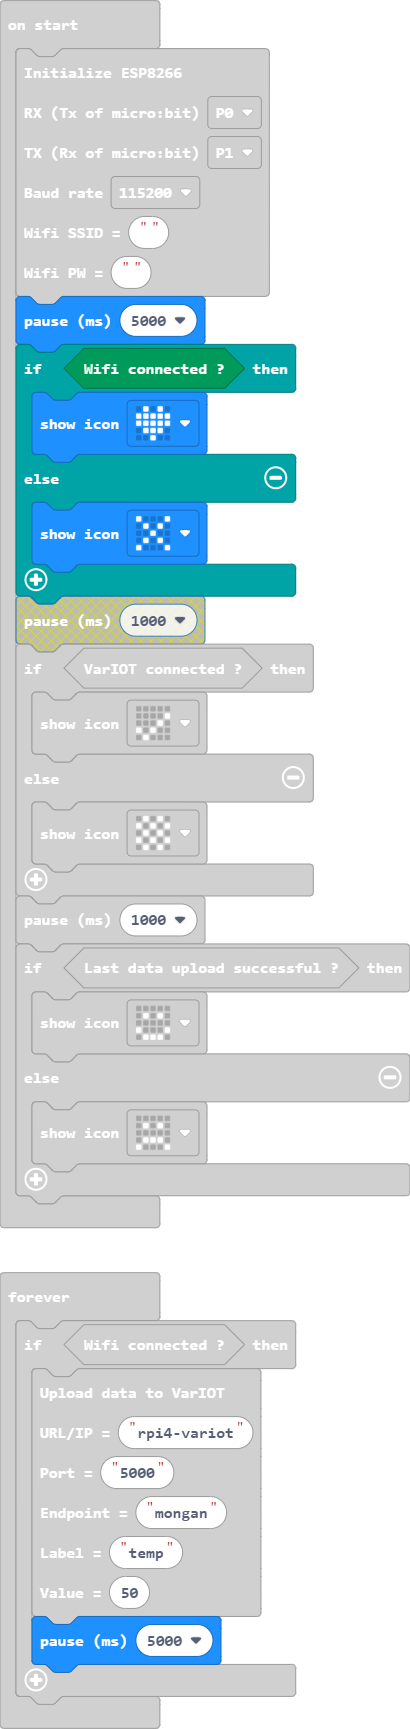 on start
Initialize ESP8266
RX (Tx of micro:bit) P0
TX (Rx of micro:bit) P1
Baud rate 115200
Wifi SSID = " "
Wifi PW = " "
pause (ms) 5000
if Wifi connected ? then
show icon
else
show icon
pause (ms) 1000
if VarIOT connected ? then
show icon
else
show icon
pause (ms) 1000
if Last data upload successful ? then
show icon
else
show icon
forever
if Wifi connected ? then
Upload data to VarIOT
URL/IP = "rpi4-variot"
Port = "5000"
Endpoint = "mongan"
Label = "temp"
Value = 50
pause (ms) 5000